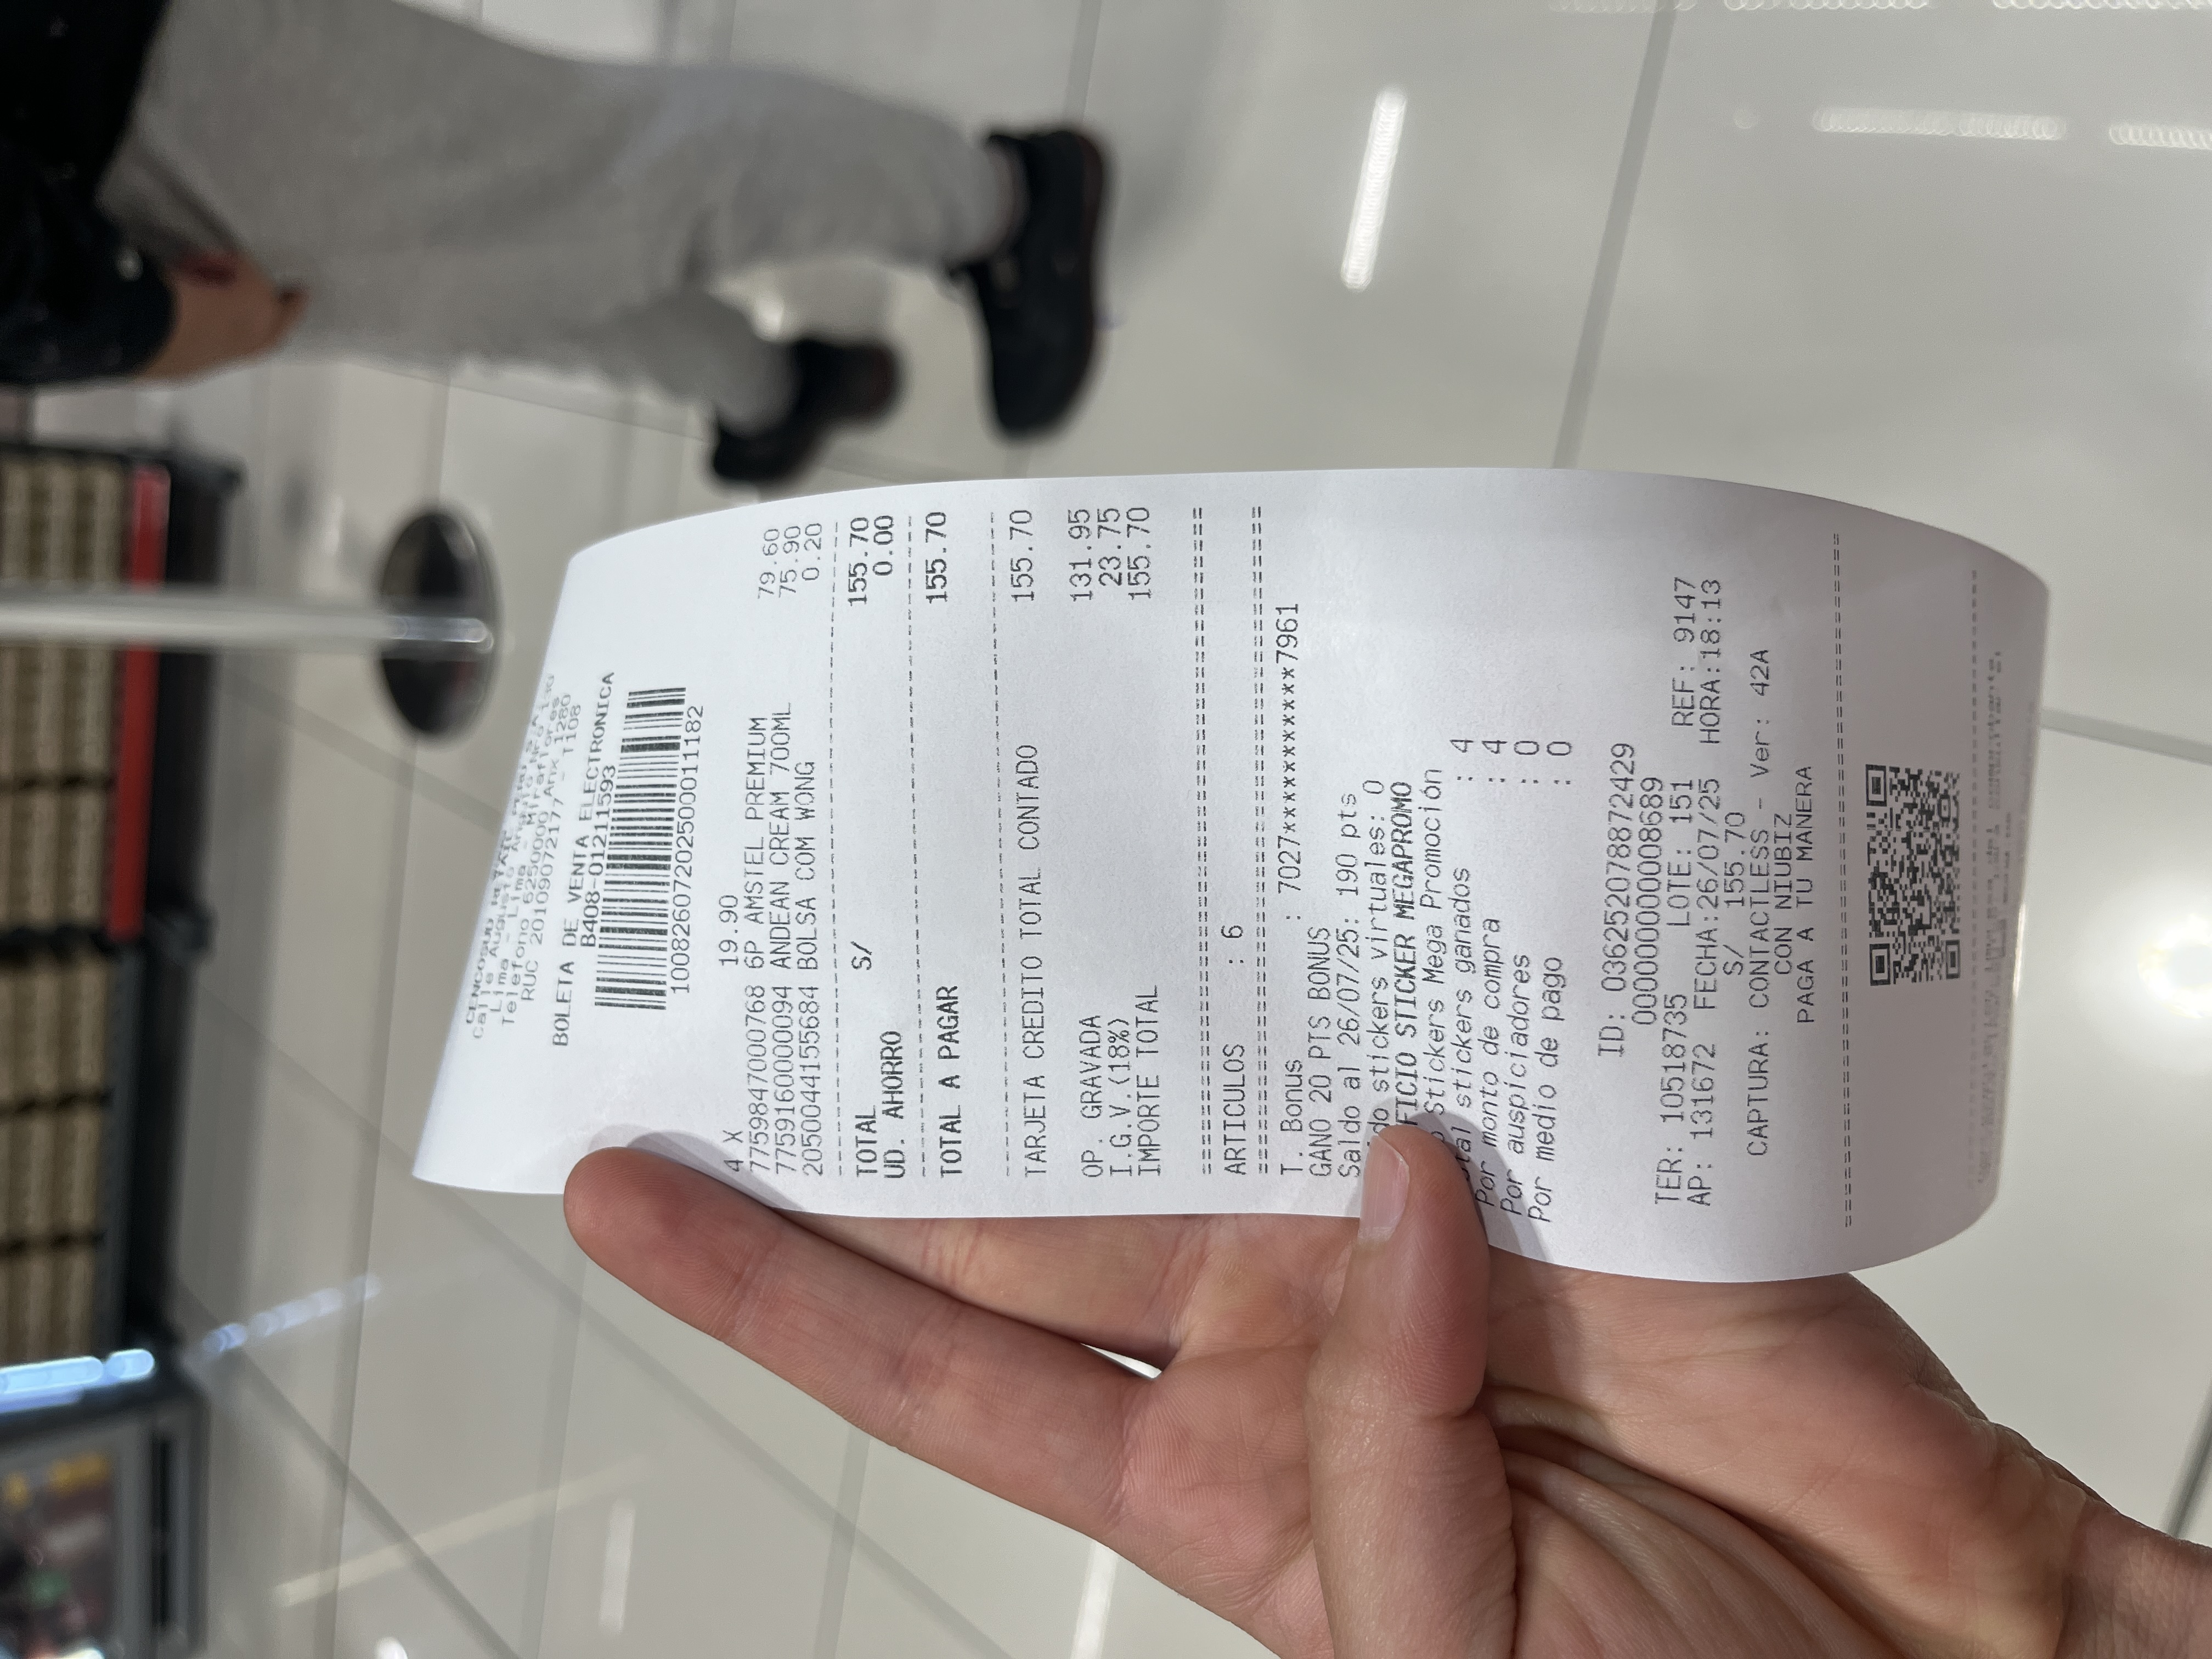 CENCOSUD RETAIL PERU S.A.
Calle Augusto Angulo Nro 130
Lima - Lima - Miraflores
Telefono 6250000 Anx 1280
RUC 20109072177 - T108
BOLETA DE VENTA ELECTRONICA
B408-01211593
10082607202500011182
4 X 19.90
7759847000768 6P AMSTEL PREMIUM 79.60
7759160000094 ANDEAN CREAM 700ML 75.90
2050044155684 BOLSA COM WONG 0.20
TOTAL S/ 155.70
UD. AHORRO 0.00
TOTAL A PAGAR 155.70
TARJETA CREDITO TOTAL CONTADO 155.70
OP. GRAVADA 131.95
I.G.V.(18%) 23.75
IMPORTE TOTAL 155.70
ARTICULOS : 6
T. Bonus : 7027***********7961
GANO 20 PTS BONUS
Saldo al 26/07/25: 190 pts
do stickers virtuales: 0
FICIO STICKER MEGAPROMO
Stickers Mega Promoción
tal stickers ganados : 4
Por monto de compra : 4
Por auspiciadores : 0
Por medio de pago : 0
ID: 036252078872429
000000000008689
TER: 10518735 LOTE: 151 REF: 9147
AP: 131672 FECHA:26/07/25 HORA:18:13
S/ 155.70
CAPTURA: CONTACTLESS - Ver: 42A
CON NIUBIZ
PAGA A TU MANERA
impresa del comprobante